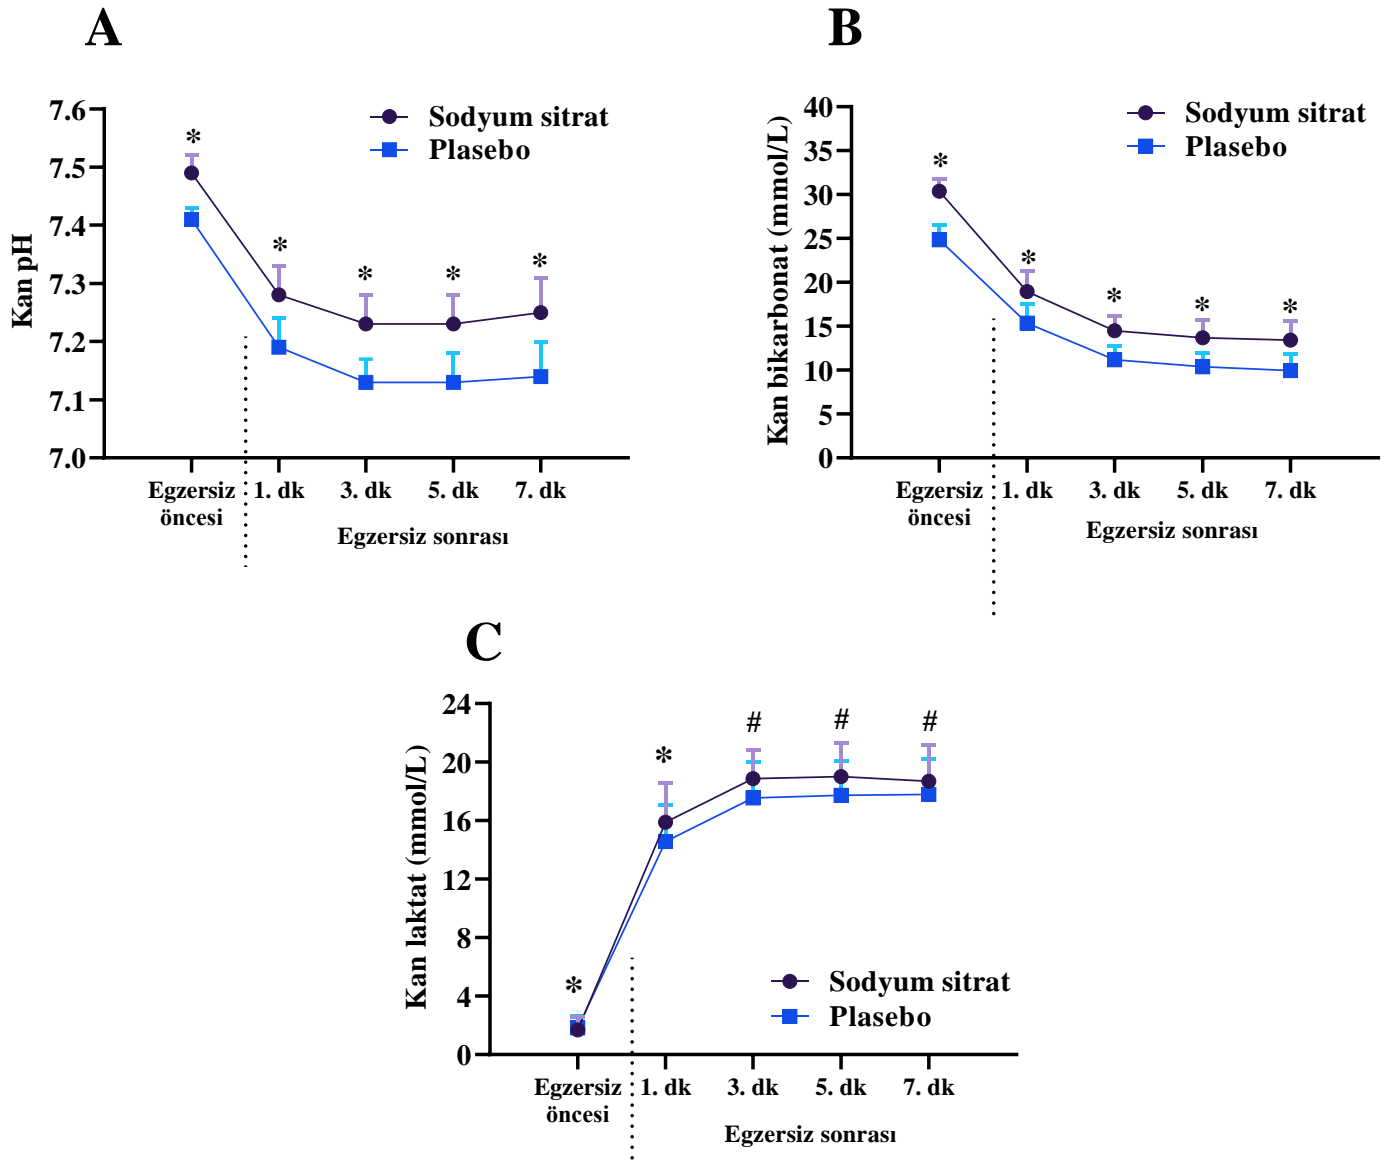 A
Kan pH
7.6
7.5
7.4
7.3
7.2
7.1
7.0
Sodyum sitrat
Plasebo
*
*
*
*
*
Egzersiz
öncesi
1. dk
3. dk
5. dk
7. dk
Egzersiz sonrası
B
Kan bikarbonat (mmol/L)
40
35
30
25
20
15
10
5
0
Sodyum sitrat
Plasebo
*
*
*
*
*
Egzersiz
öncesi
1. dk
3. dk
5. dk
7. dk
Egzersiz sonrası
C
Kan laktat (mmol/L)
24
20
16
12
8
4
0
*
*
#
#
#
Sodyum sitrat
Plasebo
Egzersiz
öncesi
1. dk
3. dk
5. dk
7. dk
Egzersiz sonrası